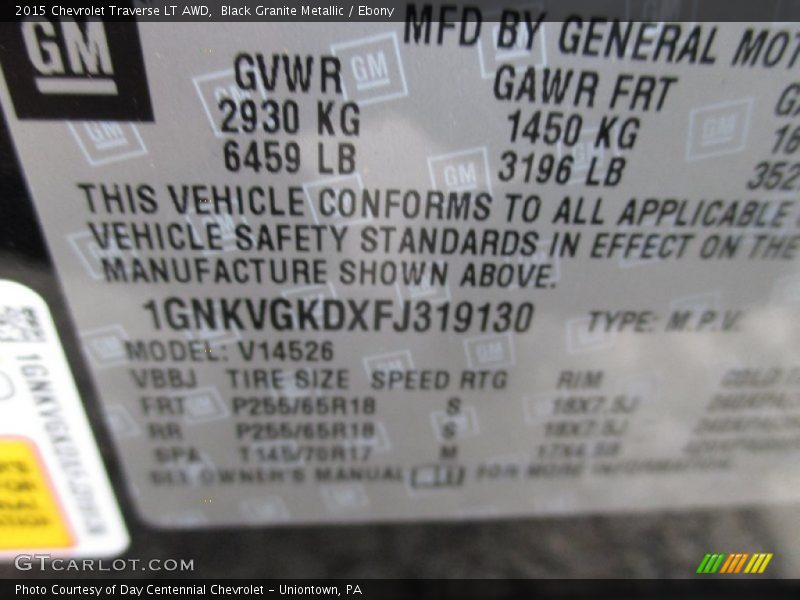 2015 Chevrolet Traverse LT AWD, Black Granite Metallic / Ebony
GM
MFD BY GENERAL MOT
GVWR GAWR FRT
2930 KG 1450 KG
6459 LB 3196 LB 352
THIS VEHICLE CONFORMS TO ALL APPLICABLE
VEHICLE SAFETY STANDARDS IN EFFECT ON THE
MANUFACTURE SHOWN ABOVE.
1GNKVGKDXFJ319130 TYPE: M.P.V.
MODEL: V14526
VBBJ TIRE SIZE SPEED RTG RIM
FRT P255/65R18 S 18X7.5J
RR P255/65R18 S 18X7.5J
SPA T145/70R17 M
SEE OWNER'S MANUAL FOR MORE INFORMATION.
GTCARLOT.COM
Photo Courtesy of Day Centennial Chevrolet - Uniontown, PA